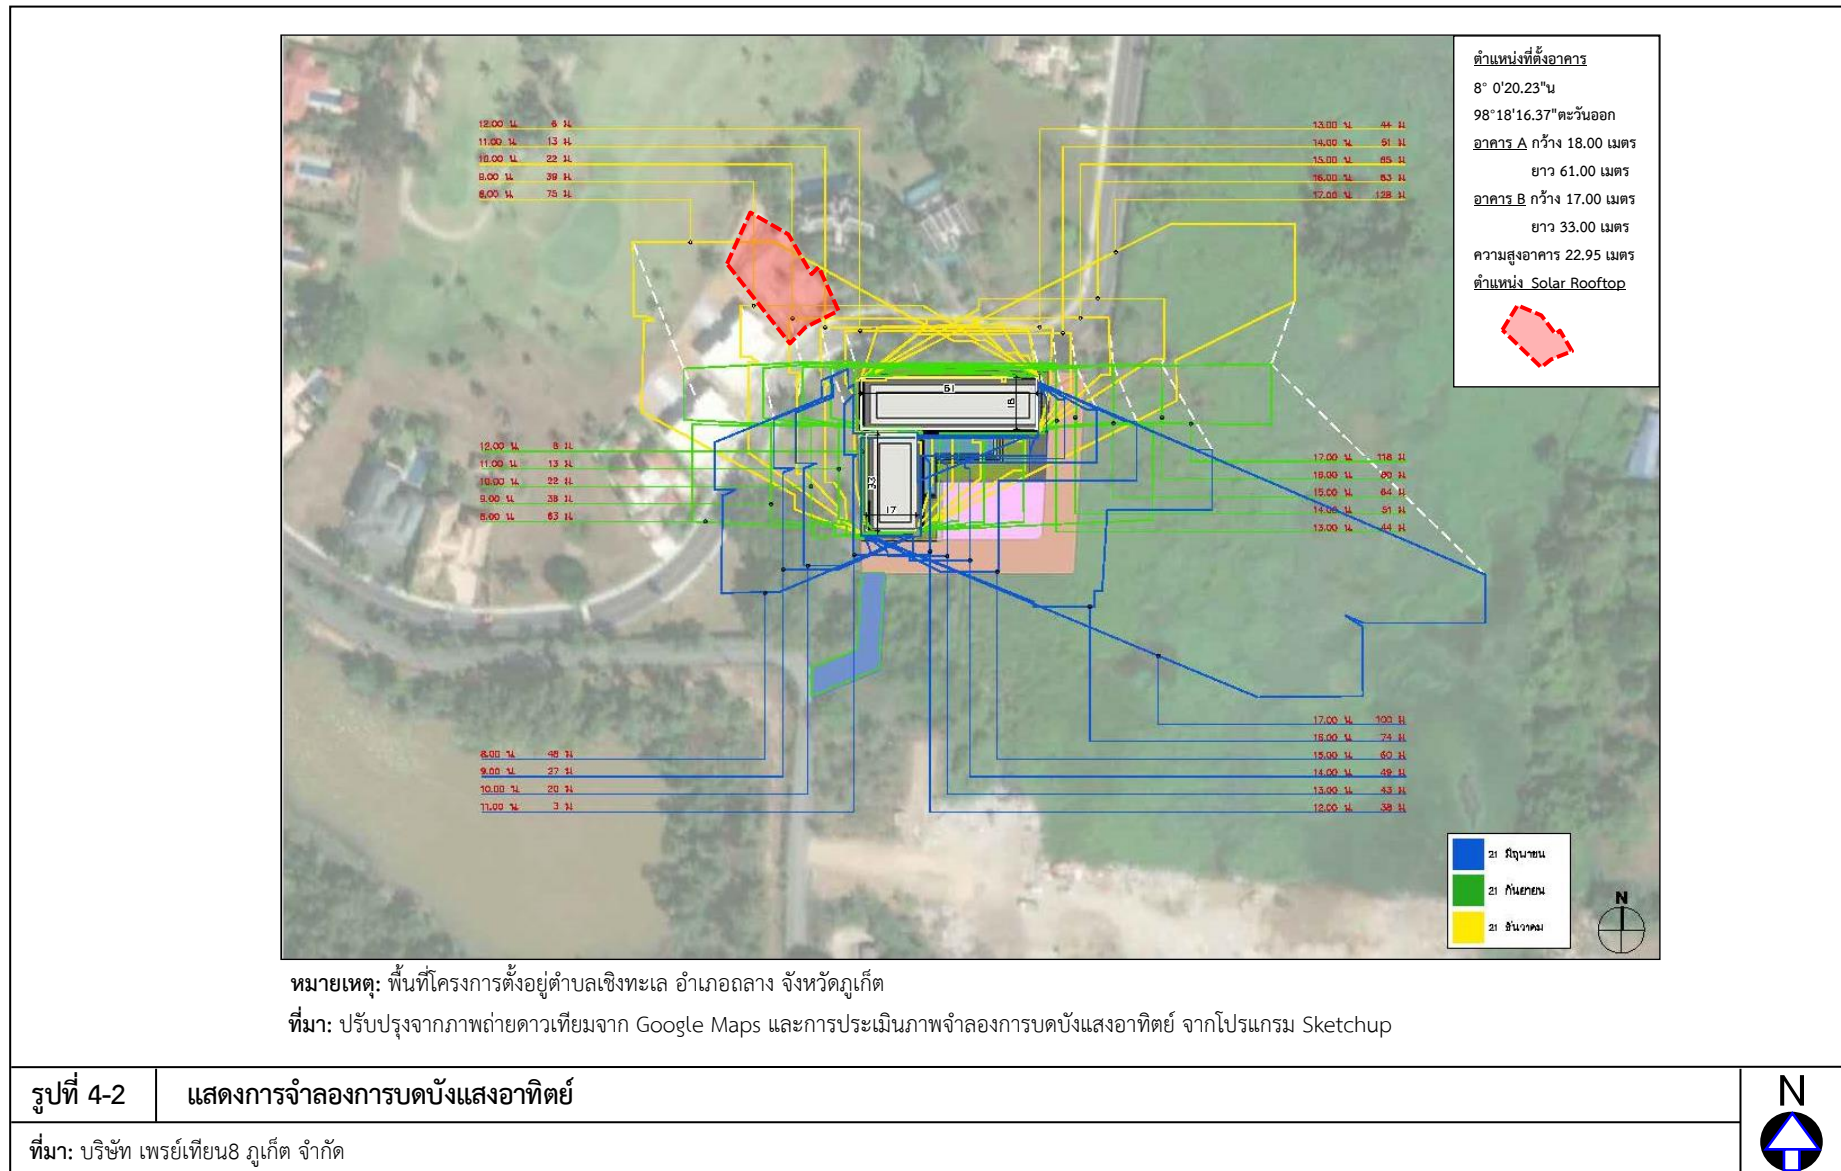 ตำแหน่งที่ตั้งอาคาร
8° 0'20.23"น
98°18'16.37"ตะวันออก
อาคาร A กว้าง 18.00 เมตร
ยาว 61.00 เมตร
อาคาร B กว้าง 17.00 เมตร
ยาว 33.00 เมตร
ความสูงอาคาร 22.95 เมตร
ตำแหน่ง Solar Rooftop
12.00 น. 6 ม.
11.00 น. 13 ม.
10.00 น. 22 ม.
9.00 น. 39 ม.
8.00 น. 75 ม.
13.00 น. 44 ม.
14.00 น. 51 ม.
15.00 น. 65 ม.
16.00 น. 83 ม.
17.00 น. 128 ม.
61
18
33
17
12.00 น. 8 ม.
11.00 น. 13 ม.
10.00 น. 22 ม.
9.00 น. 38 ม.
8.00 น. 63 ม.
17.00 น. 118 ม.
16.00 น. 80 ม.
15.00 น. 64 ม.
14.00 น. 51 ม.
13.00 น. 44 ม.
8.00 น. 48 ม.
9.00 น. 27 ม.
10.00 น. 20 ม.
11.00 น. 3 ม.
17.00 น. 100 ม.
16.00 น. 74 ม.
15.00 น. 60 ม.
14.00 น. 49 ม.
13.00 น. 43 ม.
12.00 น. 38 ม.
21 มิถุนายน
21 กันยายน
21 ธันวาคม
N
หมายเหตุ: พื้นที่โครงการตั้งอยู่ตำบลเชิงทะเล อำเภอถลาง จังหวัดภูเก็ต
ที่มา: ปรับปรุงจากภาพถ่ายดาวเทียมจาก Google Maps และการประเมินภาพจำลองการบดบังแสงอาทิตย์ จากโปรแกรม Sketchup
รูปที่ 4-2 แสดงการจำลองการบดบังแสงอาทิตย์
N
ที่มา: บริษัท เพรย์เทียน8 ภูเก็ต จำกัด